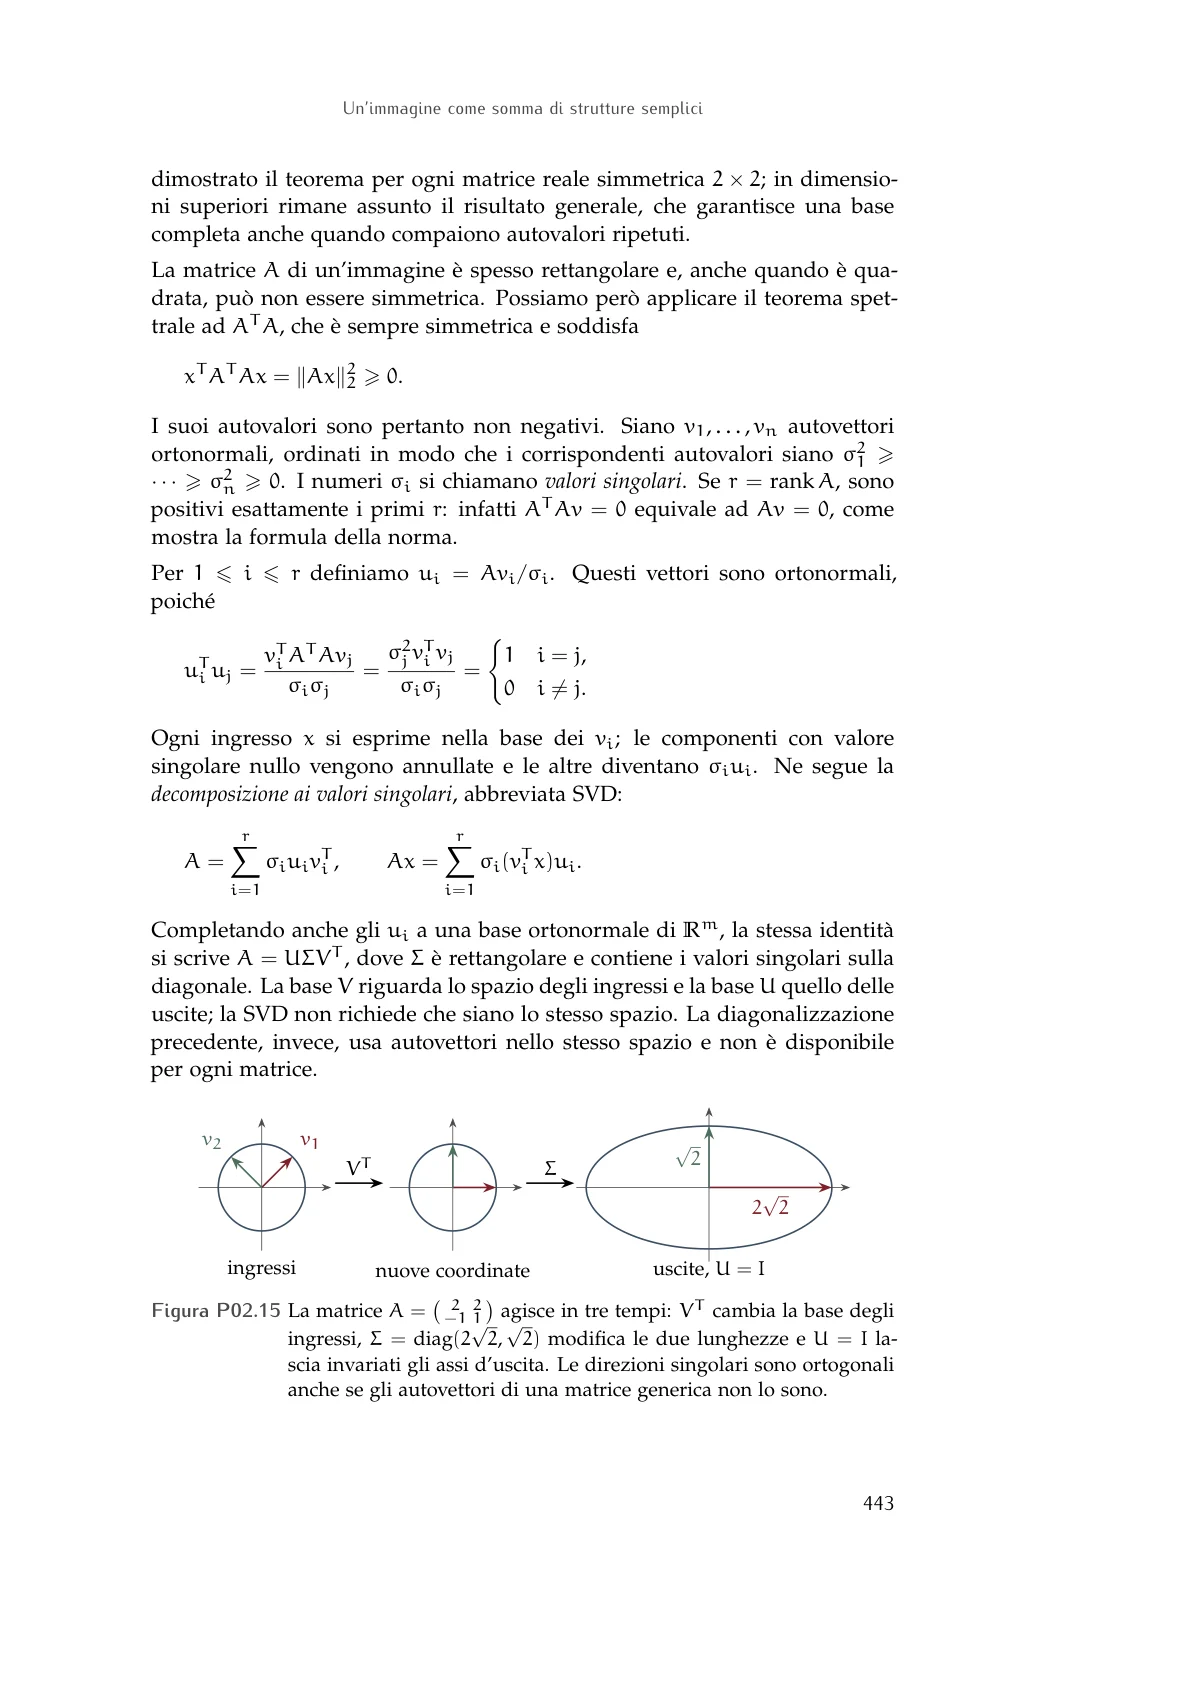 Un'immagine come somma di strutture semplici
dimostrato il teorema per ogni matrice reale simmetrica 2 × 2; in dimensio-
ni superiori rimane assunto il risultato generale, che garantisce una base
completa anche quando compaiono autovalori ripetuti.
La matrice A di un'immagine è spesso rettangolare e, anche quando è qua-
drata, può non essere simmetrica. Possiamo però applicare il teorema spet-
trale ad AᵀA, che è sempre simmetrica e soddisfa
xᵀAᵀAx = ‖Ax‖₂² ⩾ 0.
I suoi autovalori sono pertanto non negativi. Siano v₁, . . . , vₙ autovettori
ortonormali, ordinati in modo che i corrispondenti autovalori siano σ₁² ⩾
· · · ⩾ σₙ² ⩾ 0. I numeri σᵢ si chiamano valori singolari. Se r = rank A, sono
positivi esattamente i primi r: infatti AᵀAv = 0 equivale ad Av = 0, come
mostra la formula della norma.
Per 1 ⩽ i ⩽ r definiamo uᵢ = Avᵢ/σᵢ. Questi vettori sono ortonormali,
poiché
uᵢᵀuⱼ = (vᵢᵀAᵀAvⱼ)/(σᵢσⱼ) = (σⱼ²vᵢᵀvⱼ)/(σᵢσⱼ) = { 1 i = j, 0 i ≠ j.
Ogni ingresso x si esprime nella base dei vᵢ; le componenti con valore
singolare nullo vengono annullate e le altre diventano σᵢuᵢ. Ne segue la
decomposizione ai valori singolari, abbreviata SVD:
A = ∑ᵢ₌₁ʳ σᵢuᵢvᵢᵀ, Ax = ∑ᵢ₌₁ʳ σᵢ(vᵢᵀx)uᵢ.
Completando anche gli uᵢ a una base ortonormale di ℝᵐ, la stessa identità
si scrive A = UΣVᵀ, dove Σ è rettangolare e contiene i valori singolari sulla
diagonale. La base V riguarda lo spazio degli ingressi e la base U quello delle
uscite; la SVD non richiede che siano lo stesso spazio. La diagonalizzazione
precedente, invece, usa autovettori nello stesso spazio e non è disponibile
per ogni matrice.
v₂ v₁ Vᵀ Σ √2
2√2
ingressi nuove coordinate uscite, U = I
Figura P02.15 La matrice A = ( 2 2 −1 1 ) agisce in tre tempi: Vᵀ cambia la base degli
ingressi, Σ = diag(2√2, √2) modifica le due lunghezze e U = I la-
scia invariati gli assi d'uscita. Le direzioni singolari sono ortogonali
anche se gli autovettori di una matrice generica non lo sono.
443